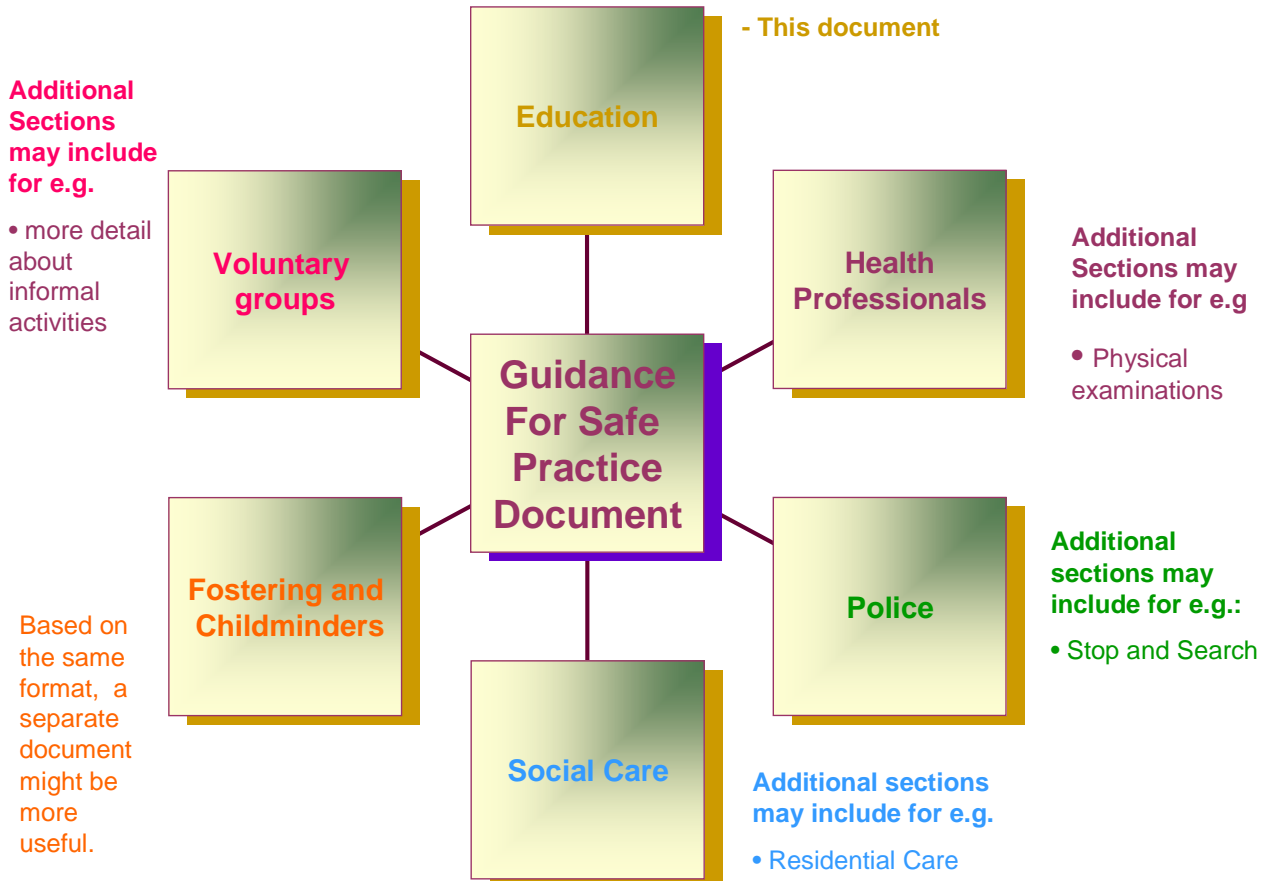 - This document
Education
Additional
Sections
may include
for e.g.
• more detail
about
informal
activities
Voluntary
groups
Health
Professionals
Additional
Sections may
include for e.g
• Physical
examinations
Guidance
For Safe
Practice
Document
Fostering and
Childminders
Based on
the same
format, a
separate
document
might be
more
useful.
Police
Additional
sections may
include for e.g.:
• Stop and Search
Social Care
Additional sections
may include for e.g.
• Residential Care